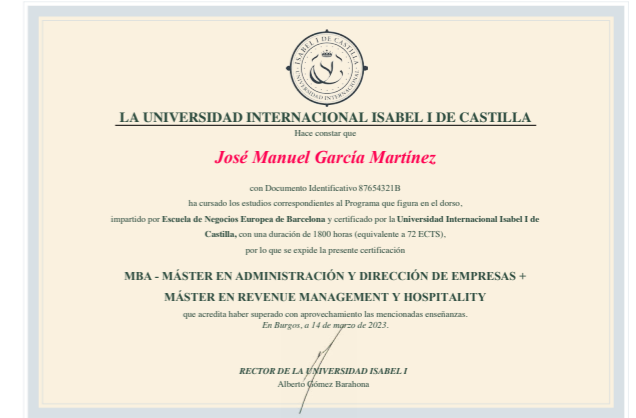 ISABEL I DE CASTILLA
UNIVERSIDAD INTERNACIONAL
LA UNIVERSIDAD INTERNACIONAL ISABEL I DE CASTILLA
Hace constar que
José Manuel García Martínez
con Documento Identificativo 87654321B
ha cursado los estudios correspondientes al Programa que figura en el dorso,
impartido por Escuela de Negocios Europea de Barcelona y certificado por la Universidad Internacional Isabel I de
Castilla, con una duración de 1800 horas (equivalente a 72 ECTS),
por lo que se expide la presente certificación
MBA - MÁSTER EN ADMINISTRACIÓN Y DIRECCIÓN DE EMPRESAS +
MÁSTER EN REVENUE MANAGEMENT Y HOSPITALITY
que acredita haber superado con aprovechamiento las mencionadas enseñanzas.
En Burgos, a 14 de marzo de 2023.
RECTOR DE LA UNIVERSIDAD ISABEL I
Alberto Gómez Barahona